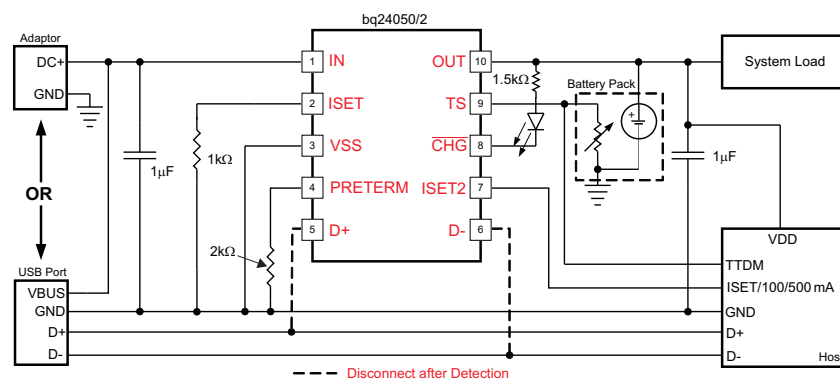 bq24050/2
Adaptor
DC+
GND
OR
USB Port
VBUS
GND
D+
D-
1μF
1kΩ
2kΩ
1 IN
2 ISET
3 VSS
4 PRETERM
5 D+
OUT 10
TS 9
CHG 8
ISET2 7
D- 6
1.5kΩ
Battery Pack
+
1μF
System Load
VDD
TTDM
ISET/100/500 mA
GND
D+
D-
Host
Disconnect after Detection